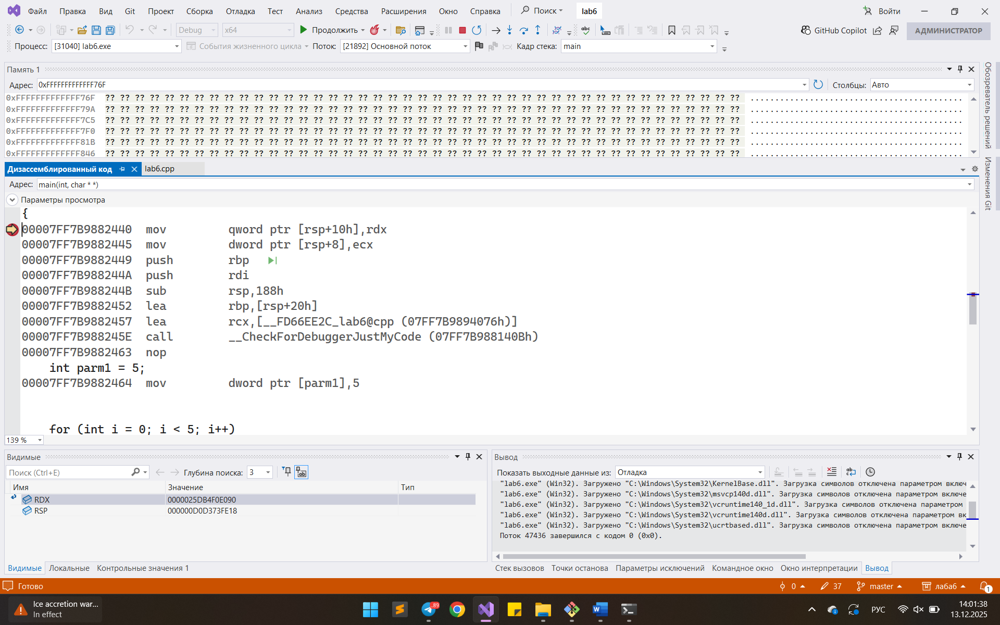 Файл Правка Вид Git Проект Сборка Отладка Тест Анализ Средства Расширения Окно Справка Поиск lab6 Войти
Debug x64 Продолжить abc GitHub Copilot АДМИНИСТРАТОР
Процесс: [31040] lab6.exe События жизненного цикла Поток: [21892] Основной поток Кадр стека: main
Память 1
Адрес: 0xFFFFFFFFFFFFF76F Столбцы: Авто
0xFFFFFFFFFFFFF76F ?? ?? ?? ?? ?? ?? ?? ?? ?? ?? ?? ?? ?? ?? ?? ?? ?? ?? ?? ?? ?? ?? ?? ?? ?? ?? ?? ?? ?? ?? ?? ?? ?? ?? ?? ?? ?? ?? ?? ?? ?? ?? ?? ...........................................
0xFFFFFFFFFFFFF79A ?? ?? ?? ?? ?? ?? ?? ?? ?? ?? ?? ?? ?? ?? ?? ?? ?? ?? ?? ?? ?? ?? ?? ?? ?? ?? ?? ?? ?? ?? ?? ?? ?? ?? ?? ?? ?? ?? ?? ?? ?? ?? ?? ...........................................
0xFFFFFFFFFFFFF7C5 ?? ?? ?? ?? ?? ?? ?? ?? ?? ?? ?? ?? ?? ?? ?? ?? ?? ?? ?? ?? ?? ?? ?? ?? ?? ?? ?? ?? ?? ?? ?? ?? ?? ?? ?? ?? ?? ?? ?? ?? ?? ?? ?? ...........................................
0xFFFFFFFFFFFFF7F0 ?? ?? ?? ?? ?? ?? ?? ?? ?? ?? ?? ?? ?? ?? ?? ?? ?? ?? ?? ?? ?? ?? ?? ?? ?? ?? ?? ?? ?? ?? ?? ?? ?? ?? ?? ?? ?? ?? ?? ?? ?? ?? ?? ...........................................
0xFFFFFFFFFFFFF81B ?? ?? ?? ?? ?? ?? ?? ?? ?? ?? ?? ?? ?? ?? ?? ?? ?? ?? ?? ?? ?? ?? ?? ?? ?? ?? ?? ?? ?? ?? ?? ?? ?? ?? ?? ?? ?? ?? ?? ?? ?? ?? ?? ...........................................
0xFFFFFFFFFFFFF846 ?? ?? ?? ?? ?? ?? ?? ?? ?? ?? ?? ?? ?? ?? ?? ?? ?? ?? ?? ?? ?? ?? ?? ?? ?? ?? ?? ?? ?? ?? ?? ?? ?? ?? ?? ?? ?? ?? ?? ?? ?? ?? ?? ...........................................
Обозреватель решений
Изменения Git
Дизассемблированный код lab6.cpp
Адрес: main(int, char * *)
Параметры просмотра
{
00007FF7B9882440 mov qword ptr [rsp+10h],rdx
00007FF7B9882445 mov dword ptr [rsp+8],ecx
00007FF7B9882449 push rbp
00007FF7B988244A push rdi
00007FF7B988244B sub rsp,188h
00007FF7B9882452 lea rbp,[rsp+20h]
00007FF7B9882457 lea rcx,[__FD66EE2C_lab6@cpp (07FF7B9894076h)]
00007FF7B988245E call __CheckForDebuggerJustMyCode (07FF7B988140Bh)
00007FF7B9882463 nop
int parm1 = 5;
00007FF7B9882464 mov dword ptr [parm1],5
for (int i = 0; i < 5; i++)
139 %
Видимые
Поиск (Ctrl+E) Глубина поиска: 3
Имя Значение Тип
RDX 0000025DB4F0E090
RSP 000000D0D373FE18
Видимые Локальные Контрольные значения 1
Вывод
Показать выходные данные из: Отладка
"lab6.exe" (Win32). Загружено "C:\Windows\System32\KernelBase.dll". Загрузка символов отключена параметром включ
"lab6.exe" (Win32). Загружено "C:\Windows\System32\msvcp140d.dll". Загрузка символов отключена параметром включе
"lab6.exe" (Win32). Загружено "C:\Windows\System32\vcruntime140_1d.dll". Загрузка символов отключена параметром
"lab6.exe" (Win32). Загружено "C:\Windows\System32\vcruntime140d.dll". Загрузка символов отключена параметром вк
"lab6.exe" (Win32). Загружено "C:\Windows\System32\ucrtbased.dll". Загрузка символов отключена параметром включе
Поток 47436 завершился с кодом 0 (0x0).
Стек вызовов Точки останова Параметры исключений Командное окно Окно интерпретации Вывод
Готово 0 37 master лаба6 1
Ice accretion war...
In effect
89
РУС
14:01:38
13.12.2025